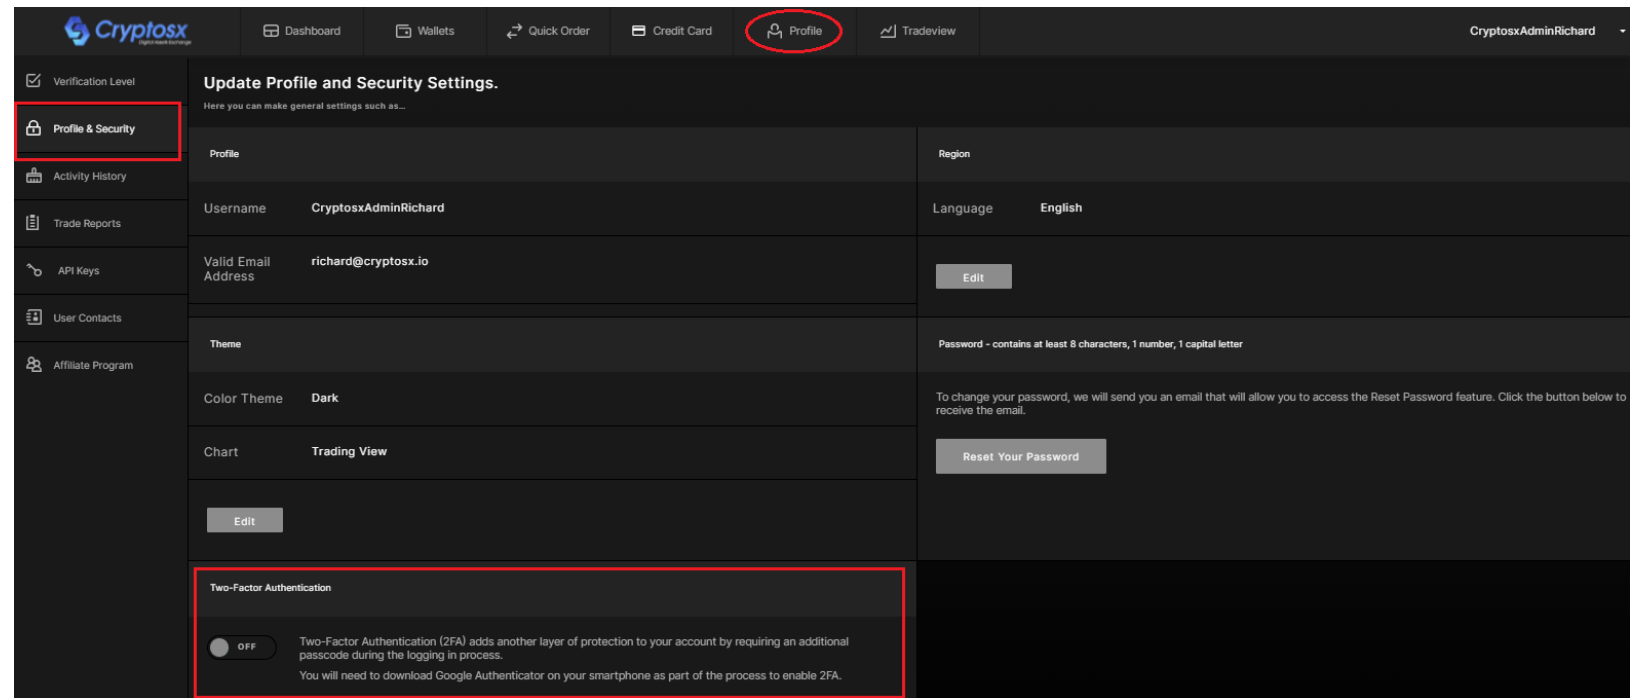 Cryptosx
Digital Asset Exchange
Dashboard
Wallets
Quick Order
Credit Card
Profile
Tradeview
CryptosxAdminRichard
Verification Level
Profile & Security
Activity History
Trade Reports
API Keys
User Contacts
Affiliate Program
Update Profile and Security Settings.
Here you can make general settings such as...
Profile
Username CryptosxAdminRichard
Valid Email
Address
richard@cryptosx.io
Region
Language English
Edit
Theme
Color Theme Dark
Chart Trading View
Edit
Password - contains at least 8 characters, 1 number, 1 capital letter
To change your password, we will send you an email that will allow you to access the Reset Password feature. Click the button below to
receive the email.
Reset Your Password
Two-Factor Authentication
OFF
Two-Factor Authentication (2FA) adds another layer of protection to your account by requiring an additional
passcode during the logging in process.
You will need to download Google Authenticator on your smartphone as part of the process to enable 2FA.